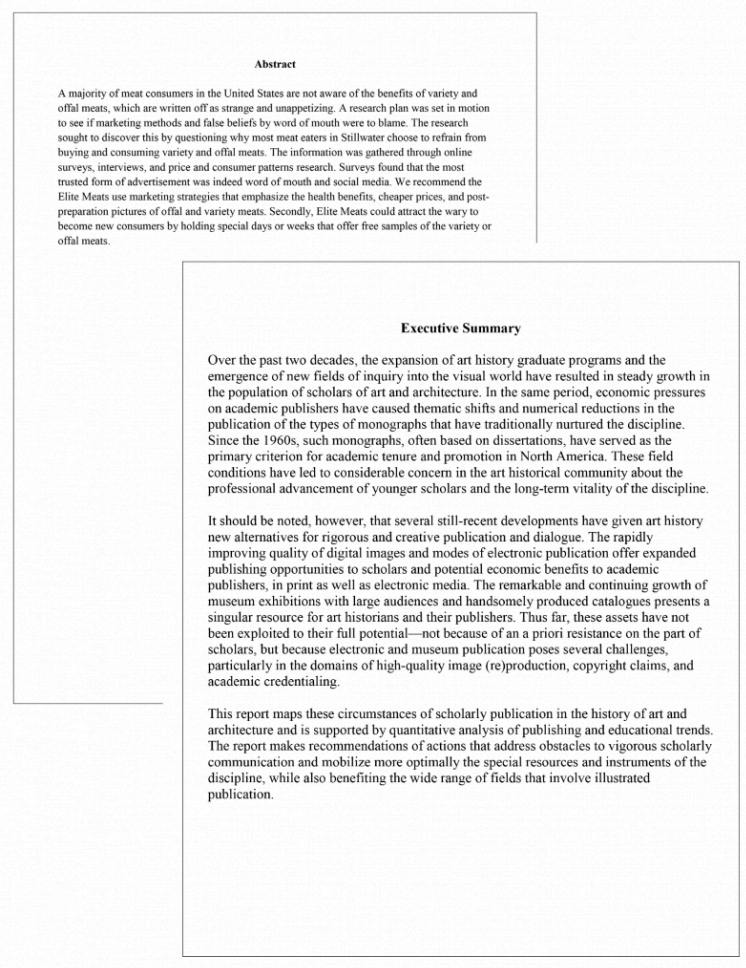 Abstract
A majority of meat consumers in the United States are not aware of the benefits of variety and
offal meats, which are written off as strange and unappetizing. A research plan was set in motion
to see if marketing methods and false beliefs by word of mouth were to blame. The research
sought to discover this by questioning why most meat eaters in Stillwater choose to refrain from
buying and consuming variety and offal meats. The information was gathered through online
surveys, interviews, and price and consumer patterns research. Surveys found that the most
trusted form of advertisement was indeed word of mouth and social media. We recommend the
Elite Meats use marketing strategies that emphasize the health benefits, cheaper prices, and post-
preparation pictures of offal and variety meats. Secondly, Elite Meats could attract the wary to
become new consumers by holding special days or weeks that offer free samples of the variety or
offal meats.
Executive Summary
Over the past two decades, the expansion of art history graduate programs and the
emergence of new fields of inquiry into the visual world have resulted in steady growth in
the population of scholars of art and architecture. In the same period, economic pressures
on academic publishers have caused thematic shifts and numerical reductions in the
publication of the types of monographs that have traditionally nurtured the discipline.
Since the 1960s, such monographs, often based on dissertations, have served as the
primary criterion for academic tenure and promotion in North America. These field
conditions have led to considerable concern in the art historical community about the
professional advancement of younger scholars and the long-term vitality of the discipline.
It should be noted, however, that several still-recent developments have given art history
new alternatives for rigorous and creative publication and dialogue. The rapidly
improving quality of digital images and modes of electronic publication offer expanded
publishing opportunities to scholars and potential economic benefits to academic
publishers, in print as well as electronic media. The remarkable and continuing growth of
museum exhibitions with large audiences and handsomely produced catalogues presents a
singular resource for art historians and their publishers. Thus far, these assets have not
been exploited to their full potential—not because of an a priori resistance on the part of
scholars, but because electronic and museum publication poses several challenges,
particularly in the domains of high-quality image (re)production, copyright claims, and
academic credentialing.
This report maps these circumstances of scholarly publication in the history of art and
architecture and is supported by quantitative analysis of publishing and educational trends.
The report makes recommendations of actions that address obstacles to vigorous scholarly
communication and mobilize more optimally the special resources and instruments of the
discipline, while also benefiting the wide range of fields that involve illustrated
publication.